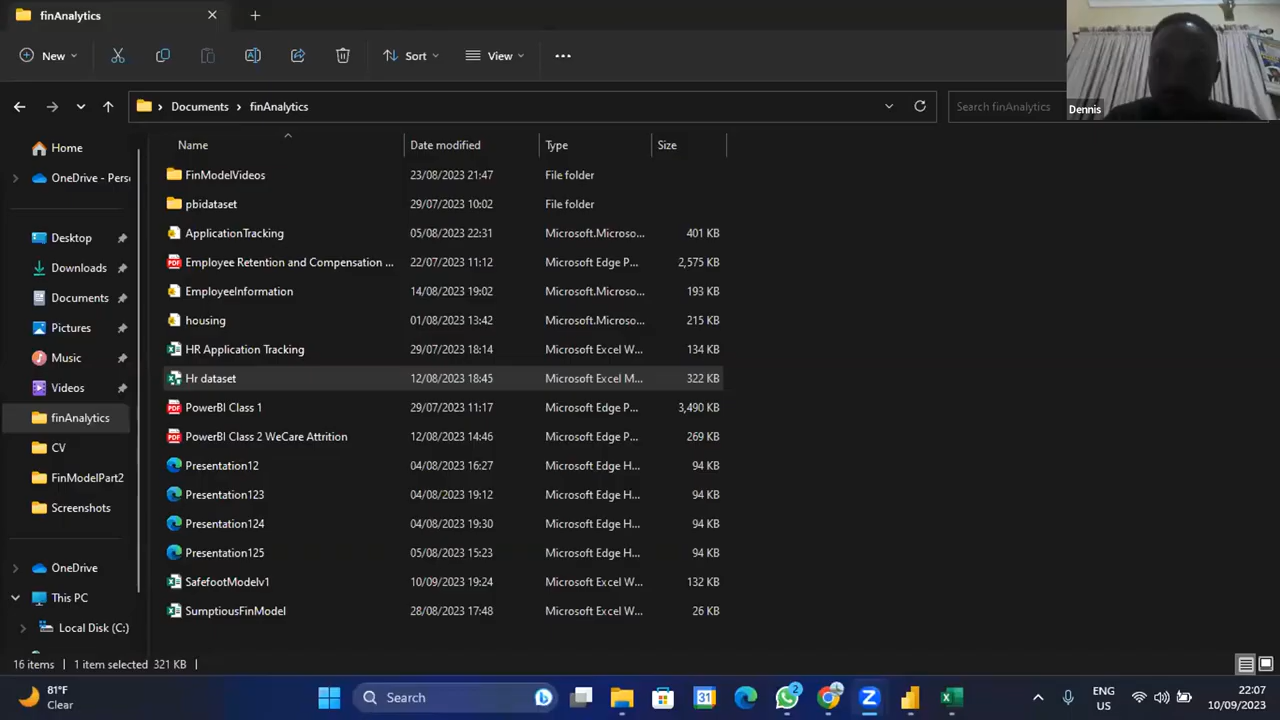 finAnalytics
New
Sort
View
Dennis
Documents
finAnalytics
Search finAnalytics
Name
Date modified
Type
Size
Home
OneDrive - Perso
Desktop
Downloads
Documents
Pictures
Music
Videos
finAnalytics
CV
FinModelPart2
Screenshots
OneDrive
This PC
Local Disk (C:)
FinModelVideos 23/08/2023 21:47 File folder
pbidataset 29/07/2023 10:02 File folder
ApplicationTracking 05/08/2023 22:31 Microsoft.Microso... 401 KB
Employee Retention and Compensation ... 22/07/2023 11:12 Microsoft Edge P... 2,575 KB
EmployeeInformation 14/08/2023 19:02 Microsoft.Microso... 193 KB
housing 01/08/2023 13:42 Microsoft.Microso... 215 KB
HR Application Tracking 29/07/2023 18:14 Microsoft Excel W... 134 KB
Hr dataset 12/08/2023 18:45 Microsoft Excel M... 322 KB
PowerBI Class 1 29/07/2023 11:17 Microsoft Edge P... 3,490 KB
PowerBI Class 2 WeCare Attrition 12/08/2023 14:46 Microsoft Edge P... 269 KB
Presentation12 04/08/2023 16:27 Microsoft Edge H... 94 KB
Presentation123 04/08/2023 19:12 Microsoft Edge H... 94 KB
Presentation124 04/08/2023 19:30 Microsoft Edge H... 94 KB
Presentation125 05/08/2023 15:23 Microsoft Edge H... 94 KB
SafefootModelv1 10/09/2023 19:24 Microsoft Excel W... 132 KB
SumptiousFinModel 28/08/2023 17:48 Microsoft Excel W... 26 KB
16 items 1 item selected 321 KB
81°F
Clear
Search
31
2
ENG
US
22:07
10/09/2023